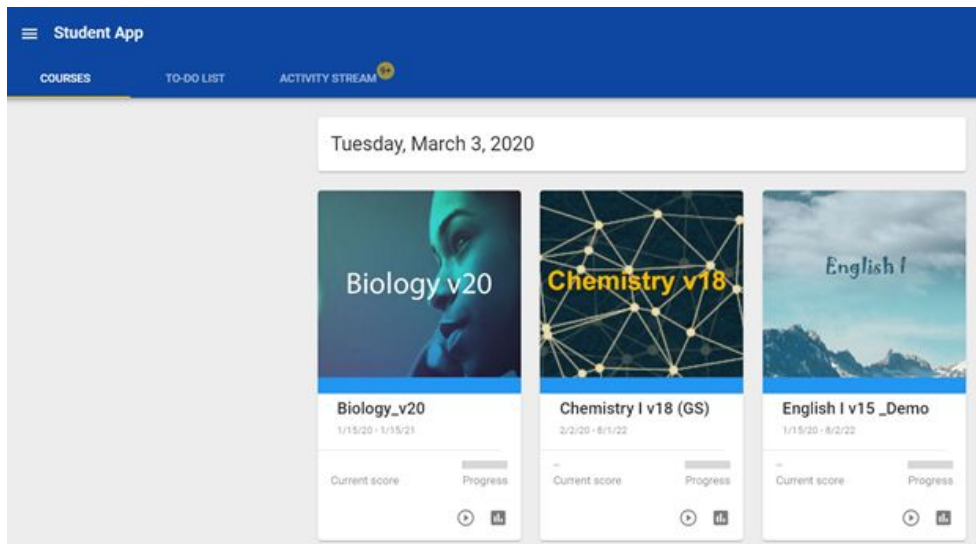 Student App
COURSES TO-DO LIST ACTIVITY STREAM 9+
Tuesday, March 3, 2020
Biology v20
Chemistry v18
English I
Biology_v20
1/15/20 - 1/15/21
Chemistry I v18 (GS)
2/2/20 - 8/1/22
English I v15 _Demo
1/15/20 - 8/2/22
-- --
Current score Progress
Current score Progress
Current score Progress